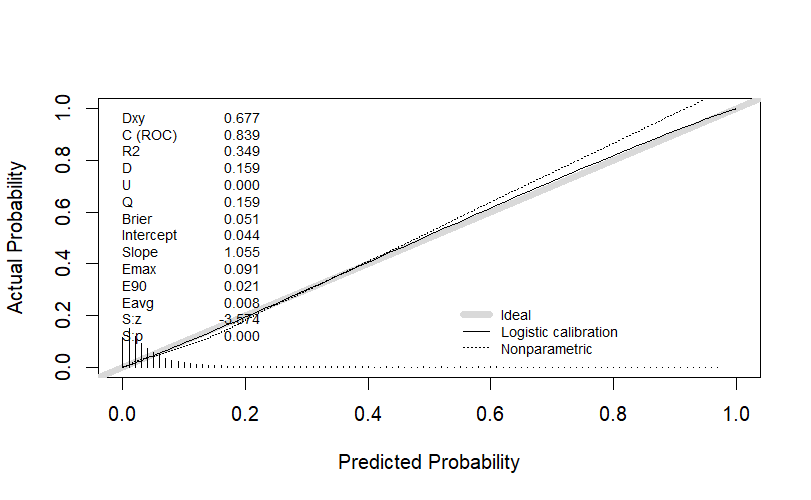 Dxy 0.677
C (ROC) 0.839
R2 0.349
D 0.159
U 0.000
Q 0.159
Brier 0.051
Intercept 0.044
Slope 1.055
Emax 0.091
E90 0.021
Eavg 0.008
S:z -3.574
S:p 0.000
Ideal
Logistic calibration
Nonparametric
Actual Probability
0.0 0.2 0.4 0.6 0.8 1.0
0.0 0.2 0.4 0.6 0.8 1.0
Predicted Probability